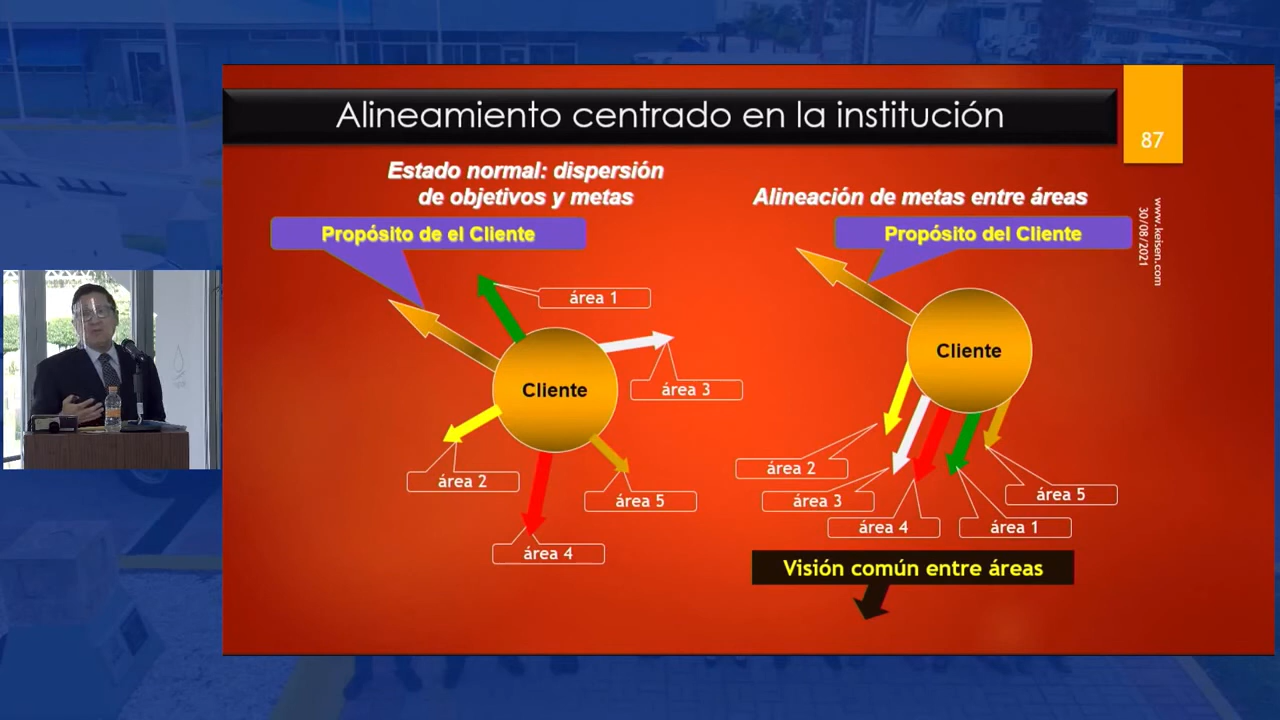 Alineamiento centrado en la institución
87
www.keisen.com
30/08/2021
Estado normal: dispersión
de objetivos y metas
Propósito de el Cliente
área 1
área 3
Cliente
área 2
área 5
área 4
Alineación de metas entre áreas
Propósito del Cliente
Cliente
área 2
área 3
área 4
área 1
área 5
Visión común entre áreas